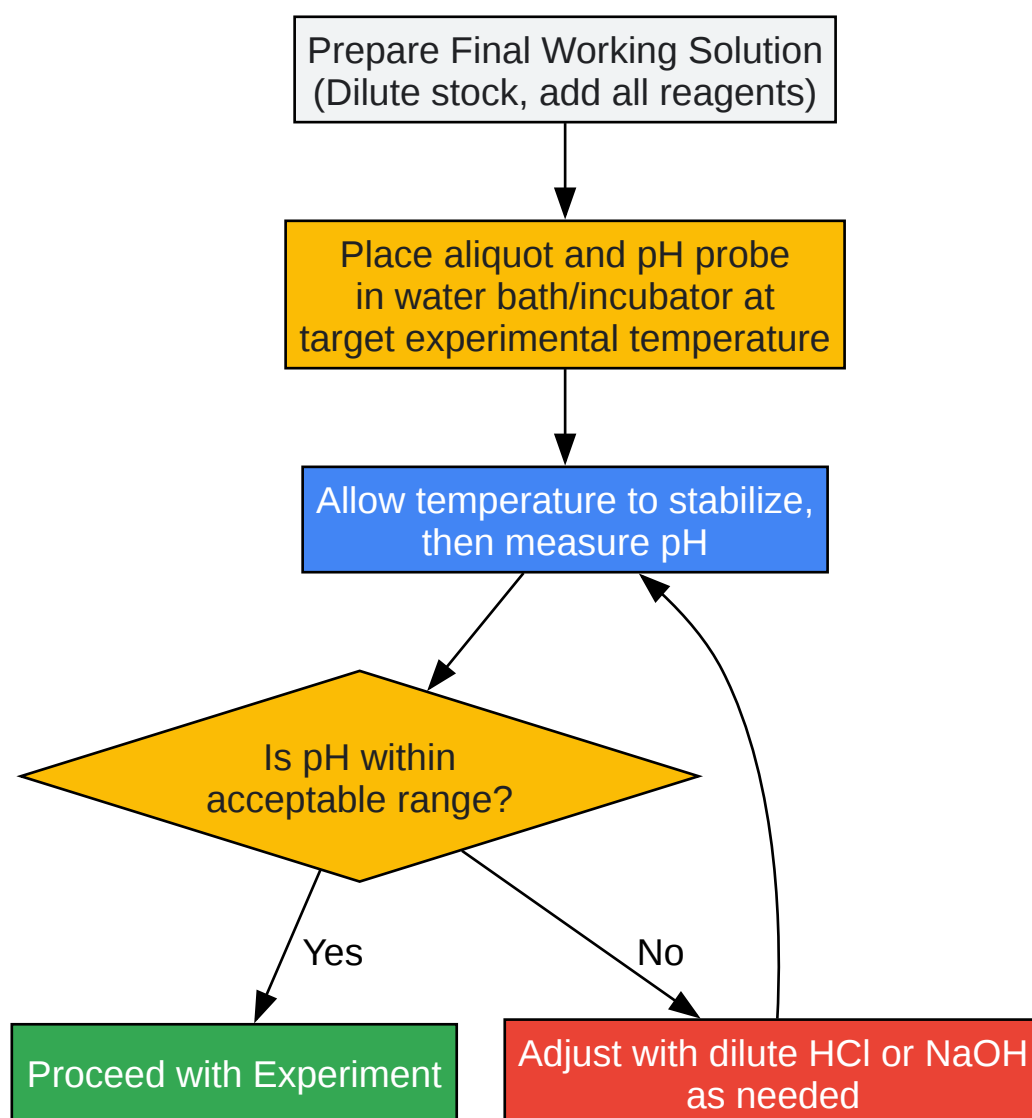 Prepare Final Working Solution
(Dilute stock, add all reagents)
Place aliquot and pH probe
in water bath/incubator at
target experimental temperature
Allow temperature to stabilize,
then measure pH
Is pH within
acceptable range?
Yes
No
Proceed with Experiment
Adjust with dilute HCl or NaOH
as needed